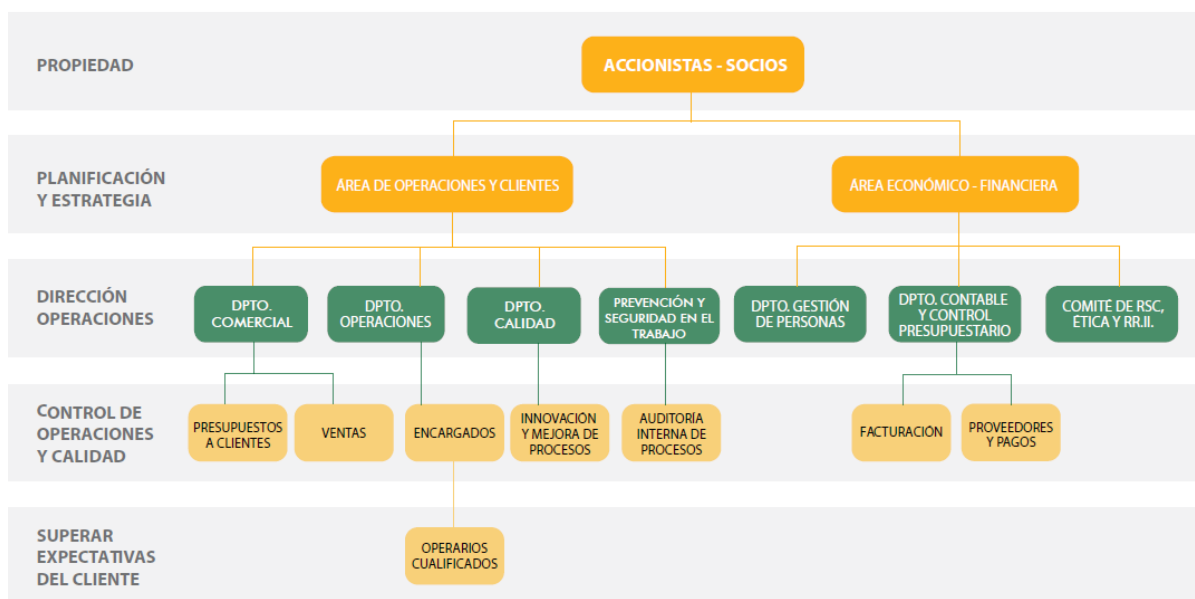 PROPIEDAD
ACCIONISTAS - SOCIOS
PLANIFICACIÓN
Y ESTRATEGIA
ÁREA DE OPERACIONES Y CLIENTES
ÁREA ECONÓMICO - FINANCIERA
DIRECCIÓN
OPERACIONES
DPTO.
COMERCIAL
DPTO.
OPERACIONES
DPTO.
CALIDAD
PREVENCIÓN Y
SEGURIDAD EN EL
TRABAJO
DPTO. GESTIÓN
DE PERSONAS
DPTO. CONTABLE
Y CONTROL
PRESUPUESTARIO
COMITÉ DE RSC,
ÉTICA Y RR.II.
CONTROL DE
OPERACIONES
Y CALIDAD
PRESUPUESTOS
A CLIENTES
VENTAS
ENCARGADOS
INNOVACIÓN
Y MEJORA DE
PROCESOS
AUDITORÍA
INTERNA DE
PROCESOS
FACTURACIÓN
PROVEEDORES
Y PAGOS
SUPERAR
EXPECTATIVAS
DEL CLIENTE
OPERARIOS
CUALIFICADOS